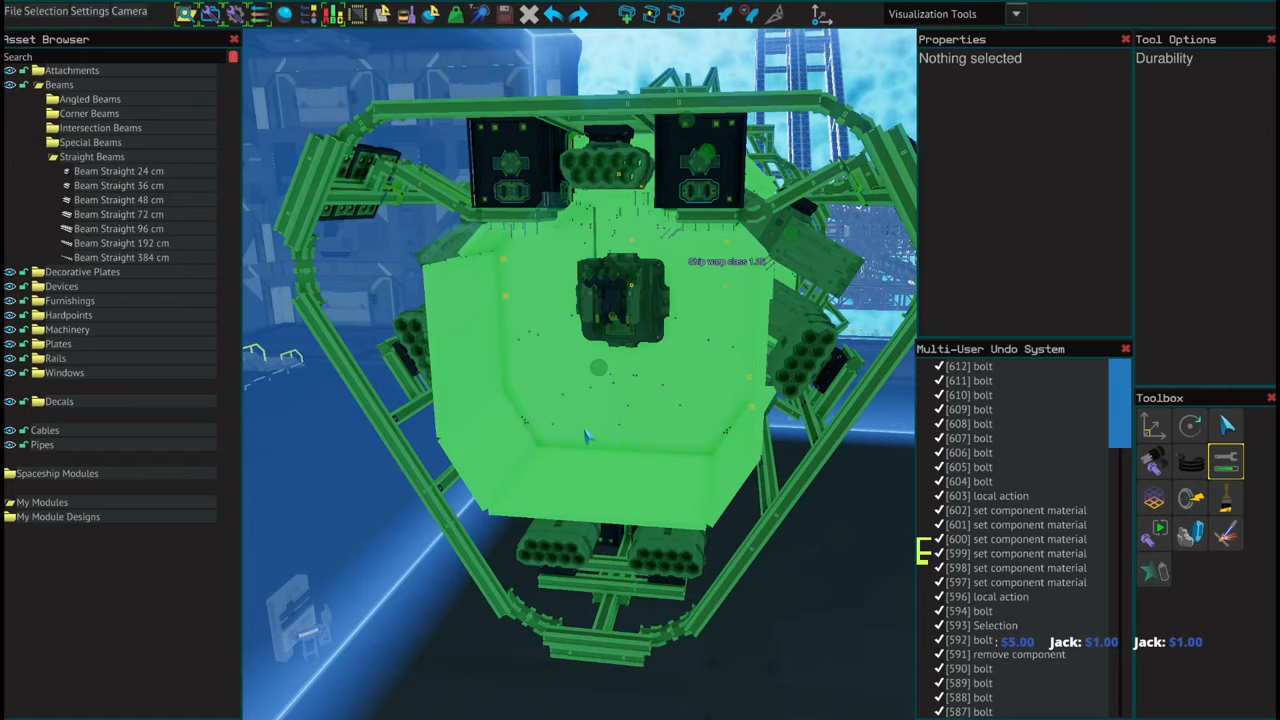 File Selection Settings Camera
Visualization Tools
Asset Browser
Search
Attachments
Beams
Angled Beams
Corner Beams
Intersection Beams
Special Beams
Straight Beams
Beam Straight 24 cm
Beam Straight 36 cm
Beam Straight 48 cm
Beam Straight 72 cm
Beam Straight 96 cm
Beam Straight 192 cm
Beam Straight 384 cm
Decorative Plates
Devices
Furnishings
Hardpoints
Machinery
Plates
Rails
Windows
Decals
Cables
Pipes
Spaceship Modules
My Modules
My Module Designs
Ship warp class 1.25
Properties
Nothing selected
Tool Options
Durability
Multi-User Undo System
[612] bolt
[611] bolt
[610] bolt
[609] bolt
[608] bolt
[607] bolt
[606] bolt
[605] bolt
[604] bolt
[603] local action
[602] set component material
[601] set component material
[600] set component material
[599] set component material
[598] set component material
[597] set component material
[596] local action
[594] bolt
[593] Selection
[592] bolt
: $5.00 Jack: $1.00 Jack: $1.00
[591] remove component
[590] bolt
[589] bolt
[588] bolt
[587] bolt
Toolbox